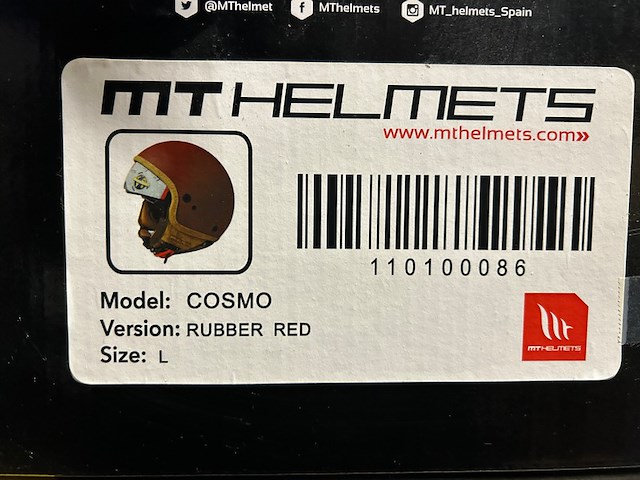 @MThelmet MThelmets MT_helmets_Spain
MT HELMETS
www.mthelmets.com»
110100086
Model: COSMO
Version: RUBBER RED
Size: L
MT HELMETS